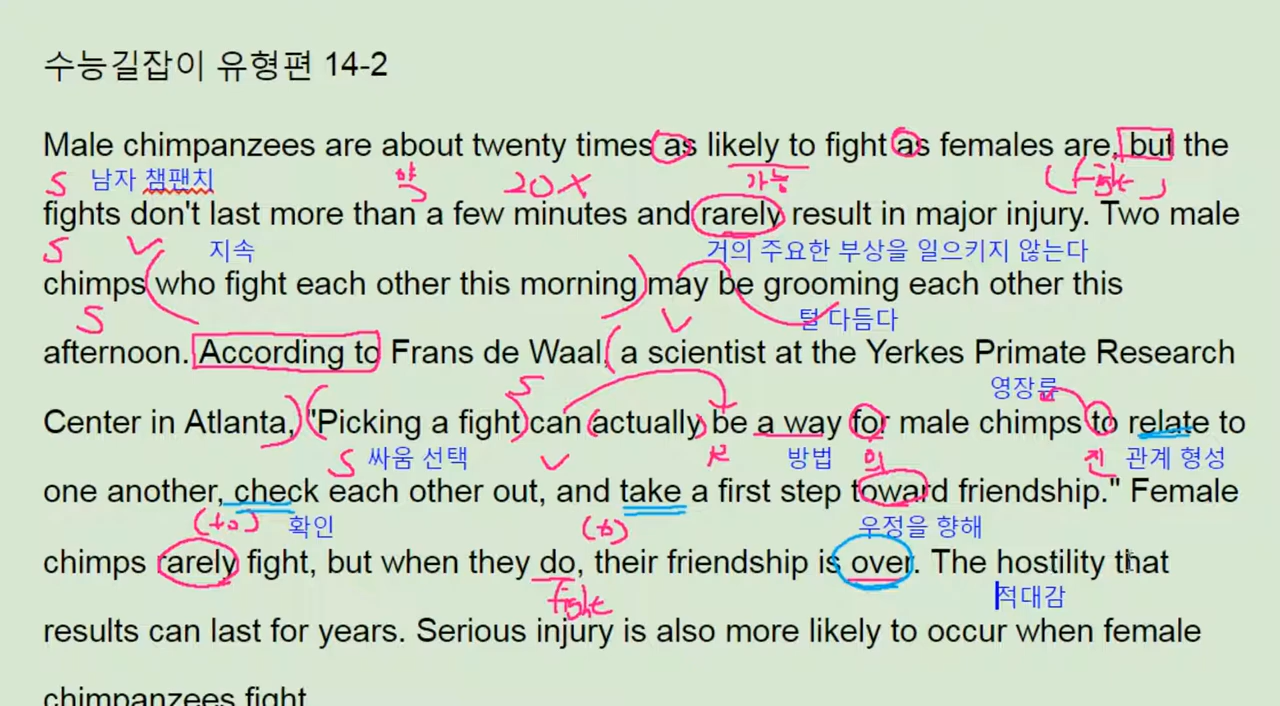 수능길잡이 유형편 14-2
Male chimpanzees are about twenty times as likely to fight as females are, but the
S 남자 챔팬치 약 20X 가능 (fight)
fights don't last more than a few minutes and rarely result in major injury. Two male
S V 지속 거의 주요한 부상을 일으키지 않는다
chimps (who fight each other this morning) may be grooming each other this
S V 털 다듬다
afternoon. According to Frans de Waal, (a scientist at the Yerkes Primate Research
S 영장류
Center in Atlanta,) ("Picking a fight) can (actually) be a way for male chimps to relate to
S 싸움 선택 V 방법 의 진 관계 형성
one another, check each other out, and take a first step toward friendship." Female
(to) 확인 (to) 우정을 향해
chimps rarely fight, but when they do, their friendship is over. The hostility that
fight 적대감
results can last for years. Serious injury is also more likely to occur when female
chimpanzees fight